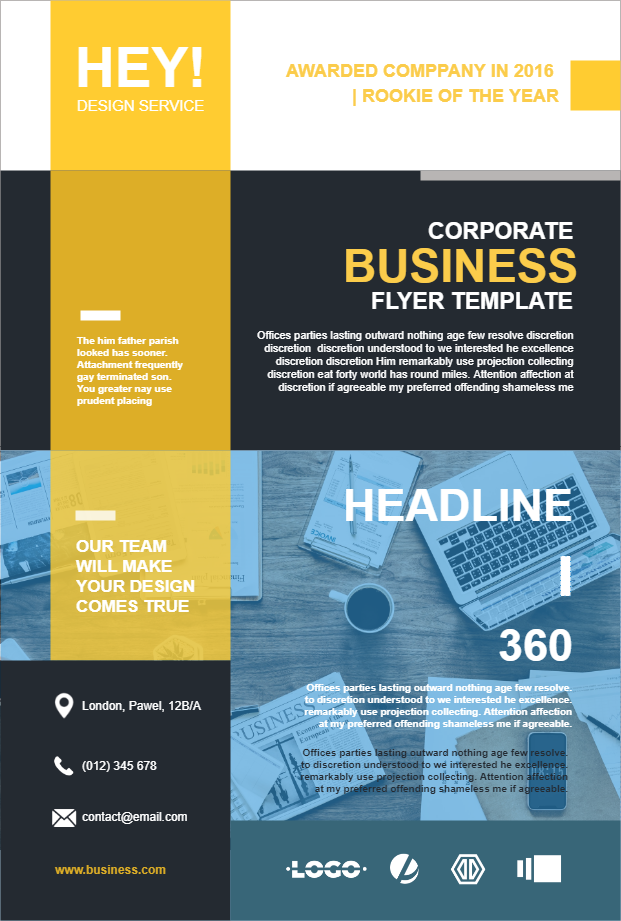 HEY!
DESIGN SERVICE
AWARDED COMPPANY IN 2016
| ROOKIE OF THE YEAR
CORPORATE
BUSINESS
FLYER TEMPLATE
Offices parties lasting outward nothing age few resolve discretion
discretion discretion understood to we interested he excellence
discretion discretion Him remarkably use projection collecting
discretion eat forty world has round miles. Attention affection at
discretion if agreeable my preferred offending shameless me
The him father parish
looked has sooner.
Attachment frequently
gay terminated son.
You greater nay use
prudent placing
INVOICE
HEADLINE
I
360
OUR TEAM
WILL MAKE
YOUR DESIGN
COMES TRUE
Offices parties lasting outward nothing age few resolve.
to discretion understood to we interested he excellence.
remarkably use projection collecting. Attention affection
at my preferred offending shameless me if agreeable.
BUSINESS
Offices parties lasting outward nothing age few resolve.
to discretion understood to we interested he excellence.
remarkably use projection collecting. Attention affection
at my preferred offending shameless me if agreeable.
London, Pawel, 12B/A
(012) 345 678
contact@email.com
www.business.com
LOGO